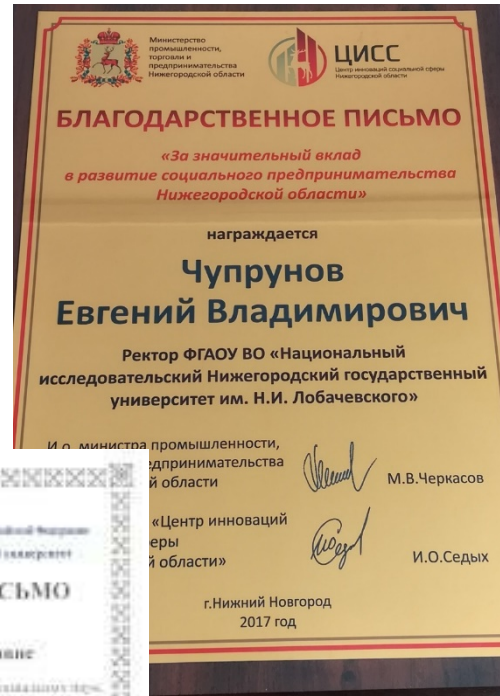 Министерство
промышленности,
торговли и
предпринимательства
Нижегородской области
ЦИСС
Центр инноваций социальной сферы
Нижегородской области
БЛАГОДАРСТВЕННОЕ ПИСЬМО
«За значительный вклад
в развитие социального предпринимательства
Нижегородской области»
награждается
Чупрунов
Евгений Владимирович
Ректор ФГАОУ ВО «Национальный
исследовательский Нижегородский государственный
университет им. Н.И. Лобачевского»
И.о. министра промышленности,
едпринимательства
й области
М.В.Черкасов
«Центр инноваций
еры
й области»
И.О.Седых
г.Нижний Новгород
2017 год
СЬМО